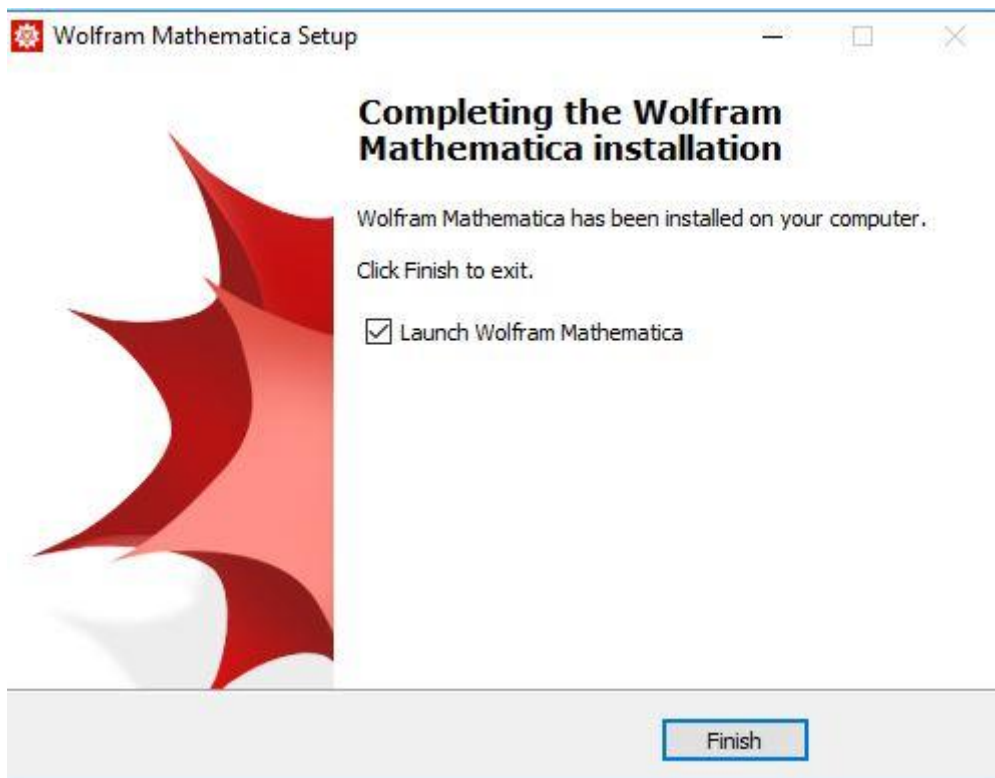 Wolfram Mathematica Setup
Completing the Wolfram
Mathematica installation
Wolfram Mathematica has been installed on your computer.
Click Finish to exit.
Launch Wolfram Mathematica
Finish